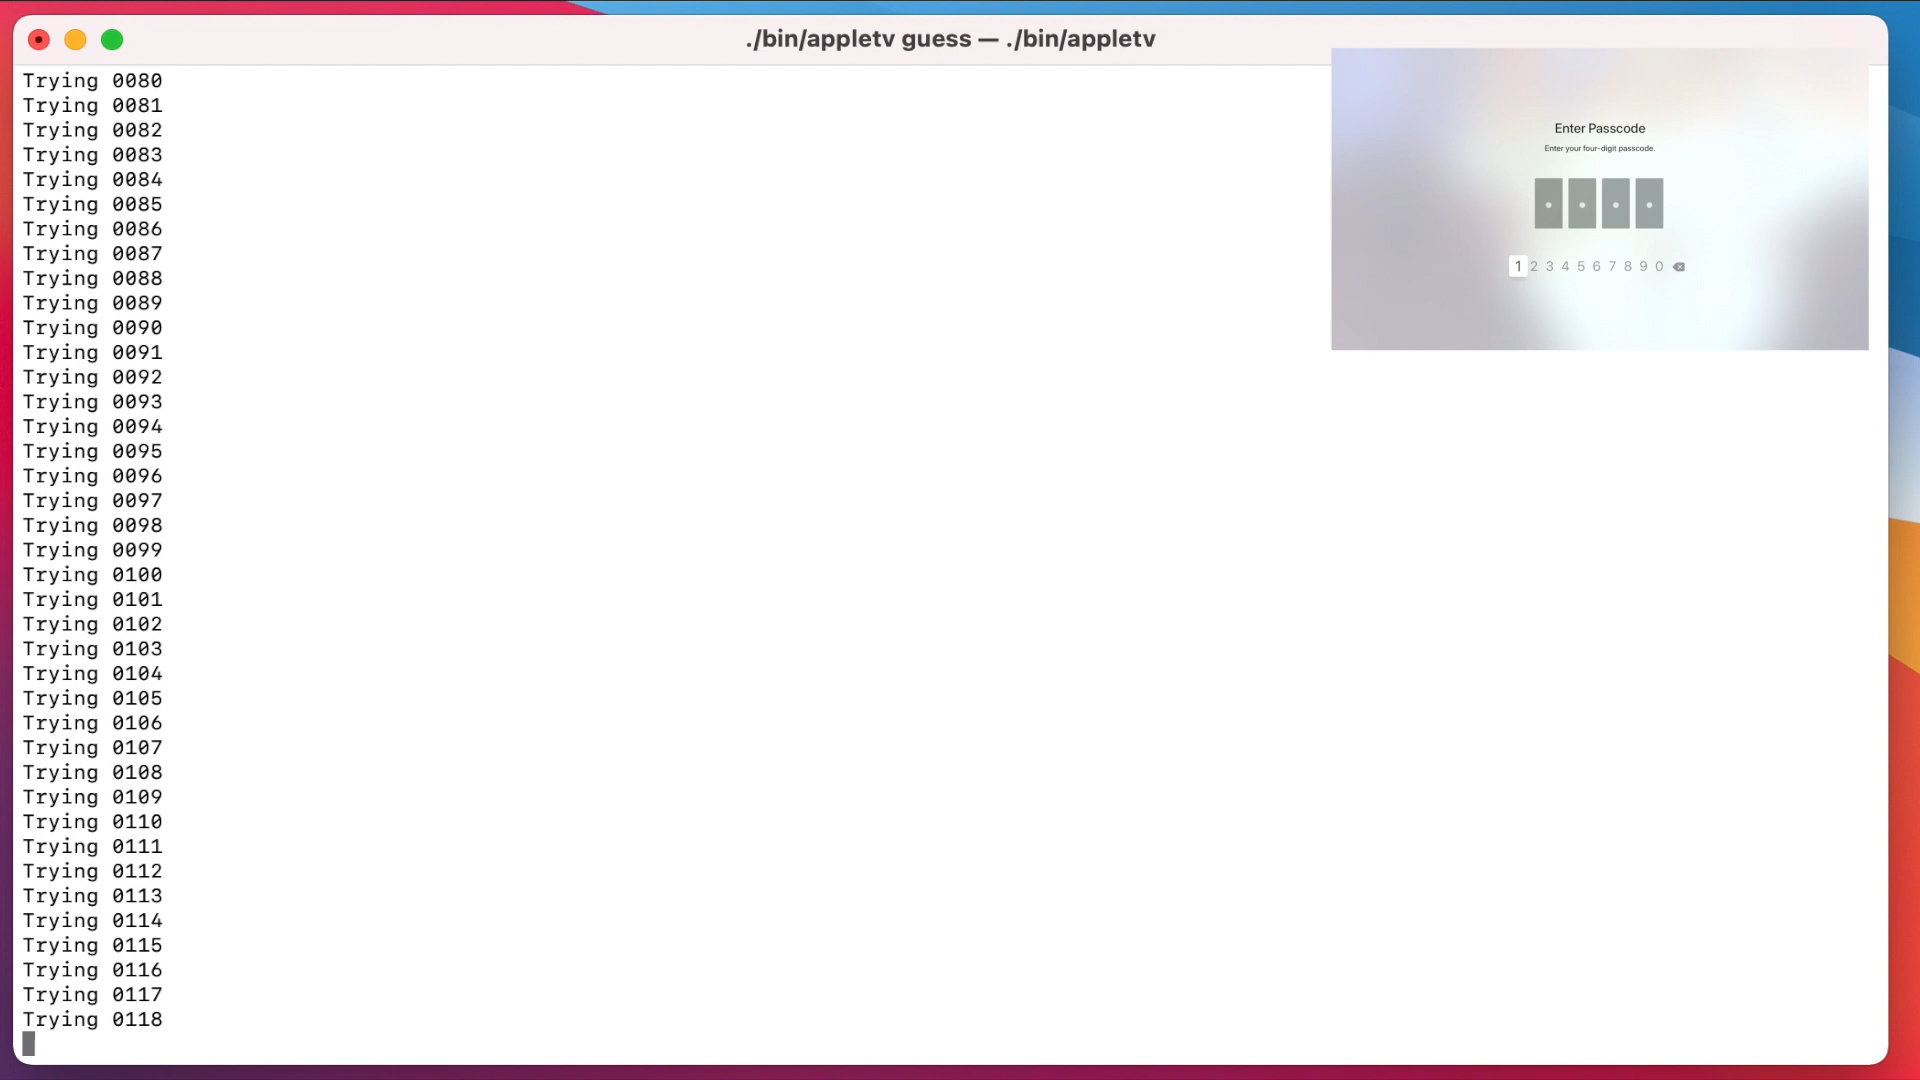 ./bin/appletv guess — ./bin/appletv
Trying 0080
Trying 0081
Trying 0082
Trying 0083
Trying 0084
Trying 0085
Trying 0086
Trying 0087
Trying 0088
Trying 0089
Trying 0090
Trying 0091
Trying 0092
Trying 0093
Trying 0094
Trying 0095
Trying 0096
Trying 0097
Trying 0098
Trying 0099
Trying 0100
Trying 0101
Trying 0102
Trying 0103
Trying 0104
Trying 0105
Trying 0106
Trying 0107
Trying 0108
Trying 0109
Trying 0110
Trying 0111
Trying 0112
Trying 0113
Trying 0114
Trying 0115
Trying 0116
Trying 0117
Trying 0118
Enter Passcode
Enter your four-digit passcode.
1 2 3 4 5 6 7 8 9 0